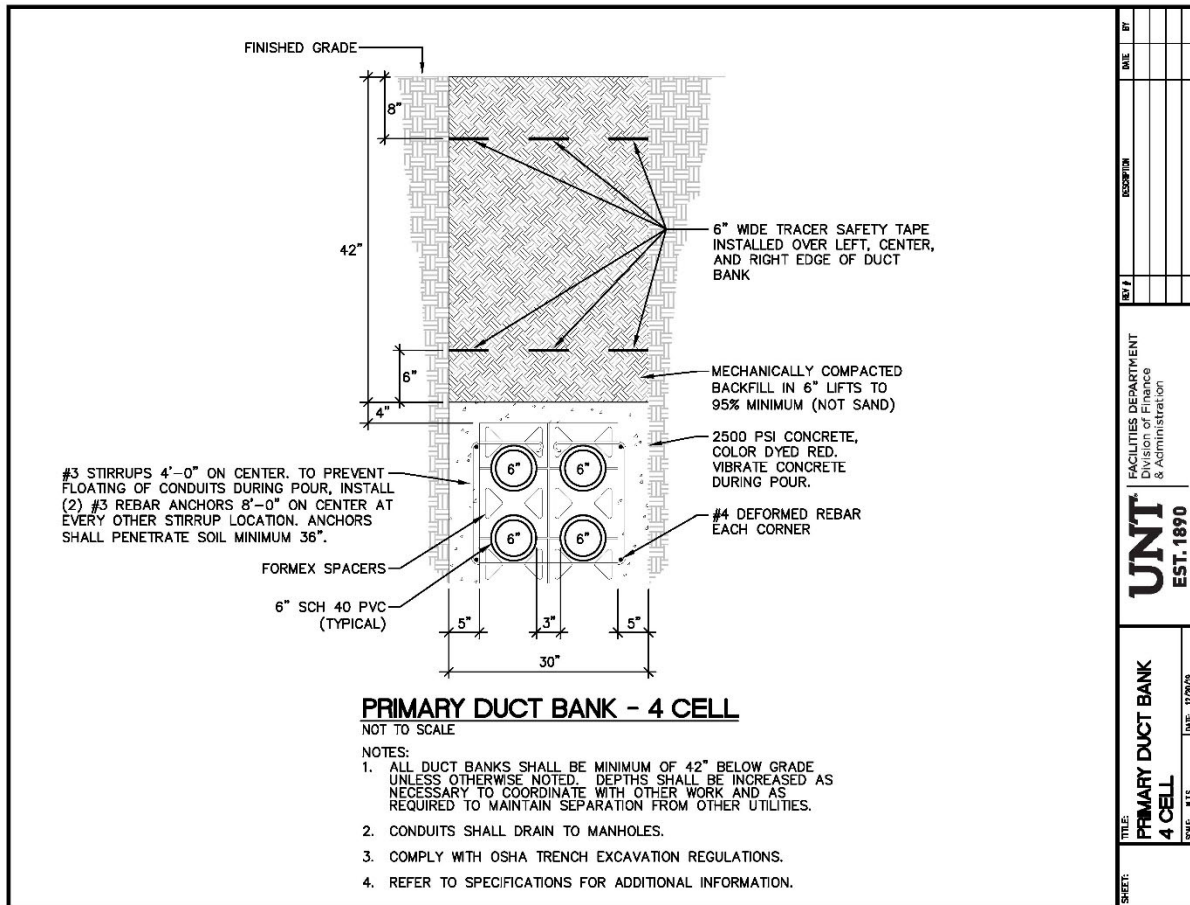 FINISHED GRADE
8"
42"
6" WIDE TRACER SAFETY TAPE
INSTALLED OVER LEFT, CENTER,
AND RIGHT EDGE OF DUCT
BANK
6"
MECHANICALLY COMPACTED
BACKFILL IN 6" LIFTS TO
95% MINIMUM (NOT SAND)
4"
2500 PSI CONCRETE,
COLOR DYED RED.
VIBRATE CONCRETE
DURING POUR.
6"
6"
#3 STIRRUPS 4'-0" ON CENTER. TO PREVENT
FLOATING OF CONDUITS DURING POUR, INSTALL
(2) #3 REBAR ANCHORS 8'-0" ON CENTER AT
EVERY OTHER STIRRUP LOCATION. ANCHORS
SHALL PENETRATE SOIL MINIMUM 36".
#4 DEFORMED REBAR
EACH CORNER
6"
6"
FORMEX SPACERS
6" SCH 40 PVC
(TYPICAL)
5"
3"
5"
30"
PRIMARY DUCT BANK - 4 CELL
NOT TO SCALE
NOTES:
1. ALL DUCT BANKS SHALL BE MINIMUM OF 42" BELOW GRADE
UNLESS OTHERWISE NOTED. DEPTHS SHALL BE INCREASED AS
NECESSARY TO COORDINATE WITH OTHER WORK AND AS
REQUIRED TO MAINTAIN SEPARATION FROM OTHER UTILITIES.
2. CONDUITS SHALL DRAIN TO MANHOLES.
3. COMPLY WITH OSHA TRENCH EXCAVATION REGULATIONS.
4. REFER TO SPECIFICATIONS FOR ADDITIONAL INFORMATION.
REV #
DESCRIPTION
DATE
BY
UNT
EST. 1890
FACILITIES DEPARTMENT
Division of Finance
& Administration
TITLE:
PRIMARY DUCT BANK
4 CELL
SHEET: